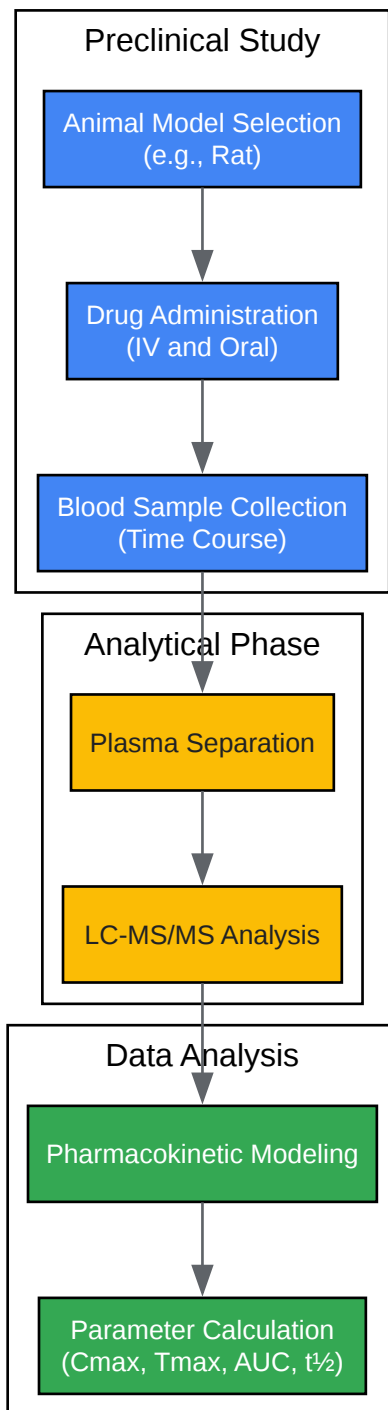 Preclinical Study
Animal Model Selection
(e.g., Rat)
Drug Administration
(IV and Oral)
Blood Sample Collection
(Time Course)
Analytical Phase
Plasma Separation
LC-MS/MS Analysis
Data Analysis
Pharmacokinetic Modeling
Parameter Calculation
(Cmax, Tmax, AUC, t½)